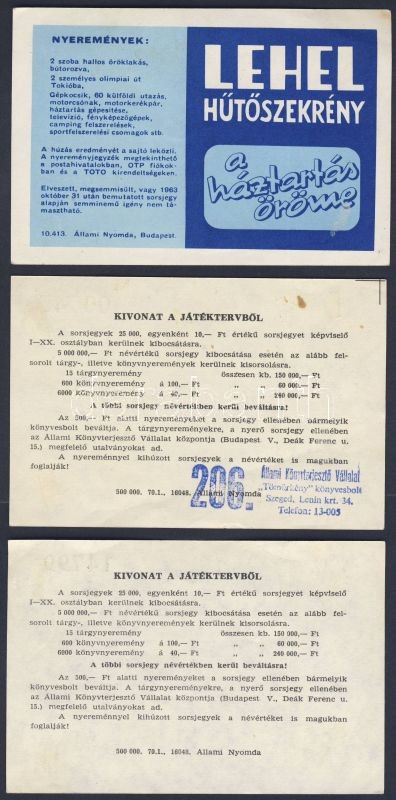 NYEREMÉNYEK:
2 szoba hallos öröklakás,
bútorozva,
2 személyes olimpiai út
Tokióba,
Gépkocsik, 60 külföldi utazás,
motorcsónak, motorkerékpár,
háztartás gépesítése,
televízió, fényképezőgépek,
camping felszerelések,
sportfelszerelési csomagok stb.
A húzás eredményét a sajtó leközli.
A nyereményjegyzék megtekinthető
a postahivatalokban, OTP fiókok-
ban és a TOTO kirendeltségeken.
Elveszett, megsemmisült, vagy 1963
október 31 után bemutatott sorsjegy
alapján semminemű igény nem tá-
masztható.
10.413. Állami Nyomda, Budapest.
LEHEL
HŰTŐSZEKRÉNY
a
háztartás
öröme
KIVONAT A JÁTÉKTERVBŐL
A sorsjegyek 25 000, egyenként 10,— Ft értékű sorsjegyet képviselő
I—XX. osztályban kerülnek kibocsátásra.
5 000 000,— Ft névértékű sorsjegy kibocsátása esetén az alább fel-
sorolt tárgy-, illetve könyvnyeremények kerülnek kisorsolásra.
15 tárgynyeremény összesen kb. 150 000,— Ft
600 könyvnyeremény á 100,— Ft „ „ 60 000,— Ft
6000 könyvnyeremény á 40,— Ft „ „ 240 000,— Ft
A többi sorsjegy névértékben kerül beváltásra!
Az 500,— Ft alatti nyereményeket a sorsjegy ellenében bármelyik
könyvesbolt beváltja. A tárgynyereményekre, a nyerő sorsjegy ellenében
az Állami Könyvterjesztő Vállalat központja (Budapest V., Deák Ferenc u.
15.) megfelelő utalványokat ad.
A nyereménnyel kihúzott sorsjegyek a névértéket is magukban
foglalják!
500 000. 70.1., 16048. Állami Nyomda
206.
Állami Könyvterjesztő Vállalat
„Tömörkény” könyvesbolt
Szeged, Lenin krt. 34.
Telefon: 13-005
KIVONAT A JÁTÉKTERVBŐL
A sorsjegyek 25 000, egyenként 10,— Ft értékű sorsjegyet képviselő
I—XX. osztályban kerülnek kibocsátásra.
5 000 000,— Ft névértékű sorsjegy kibocsátása esetén az alább fel-
sorolt tárgy-, illetve könyvnyeremények kerülnek kisorsolásra.
15 tárgynyeremény összesen kb. 150 000,— Ft
600 könyvnyeremény á 100,— Ft „ „ 60 000,— Ft
6000 könyvnyeremény á 40,— Ft „ „ 240 000,— Ft
A többi sorsjegy névértékben kerül beváltásra!
Az 500,— Ft alatti nyereményeket a sorsjegy ellenében bármelyik
könyvesbolt beváltja. A tárgynyereményekre, a nyerő sorsjegy ellenében
az Állami Könyvterjesztő Vállalat központja (Budapest V., Deák Ferenc u.
15.) megfelelő utalványokat ad.
A nyereménnyel kihúzott sorsjegyek a névértéket is magukban
foglalják!
500 000. 70.1., 16048. Állami Nyomda